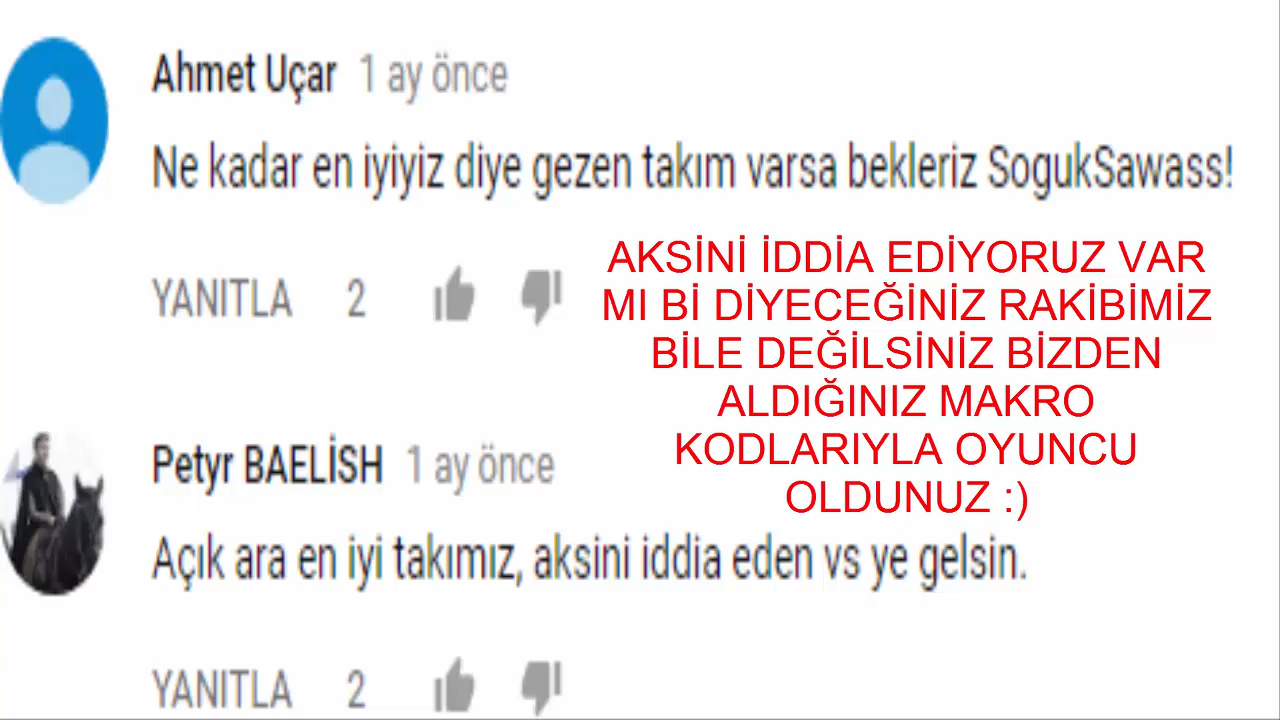 Ahmet Uçar 1 ay önce
Ne kadar en iyiyiz diye gezen takım varsa bekleriz SogukSawass!
YANITLA 2
AKSİNİ İDDİA EDİYORUZ VAR
MI Bİ DİYECEĞİNİZ RAKİBİMİZ
BİLE DEĞİLSİNİZ BİZDEN
ALDIĞINIZ MAKRO
KODLARIYLA OYUNCU
OLDUNUZ :)
Petyr BAELİSH 1 ay önce
Açık ara en iyi takımız, aksini iddia eden vs ye gelsin.
YANITLA 2